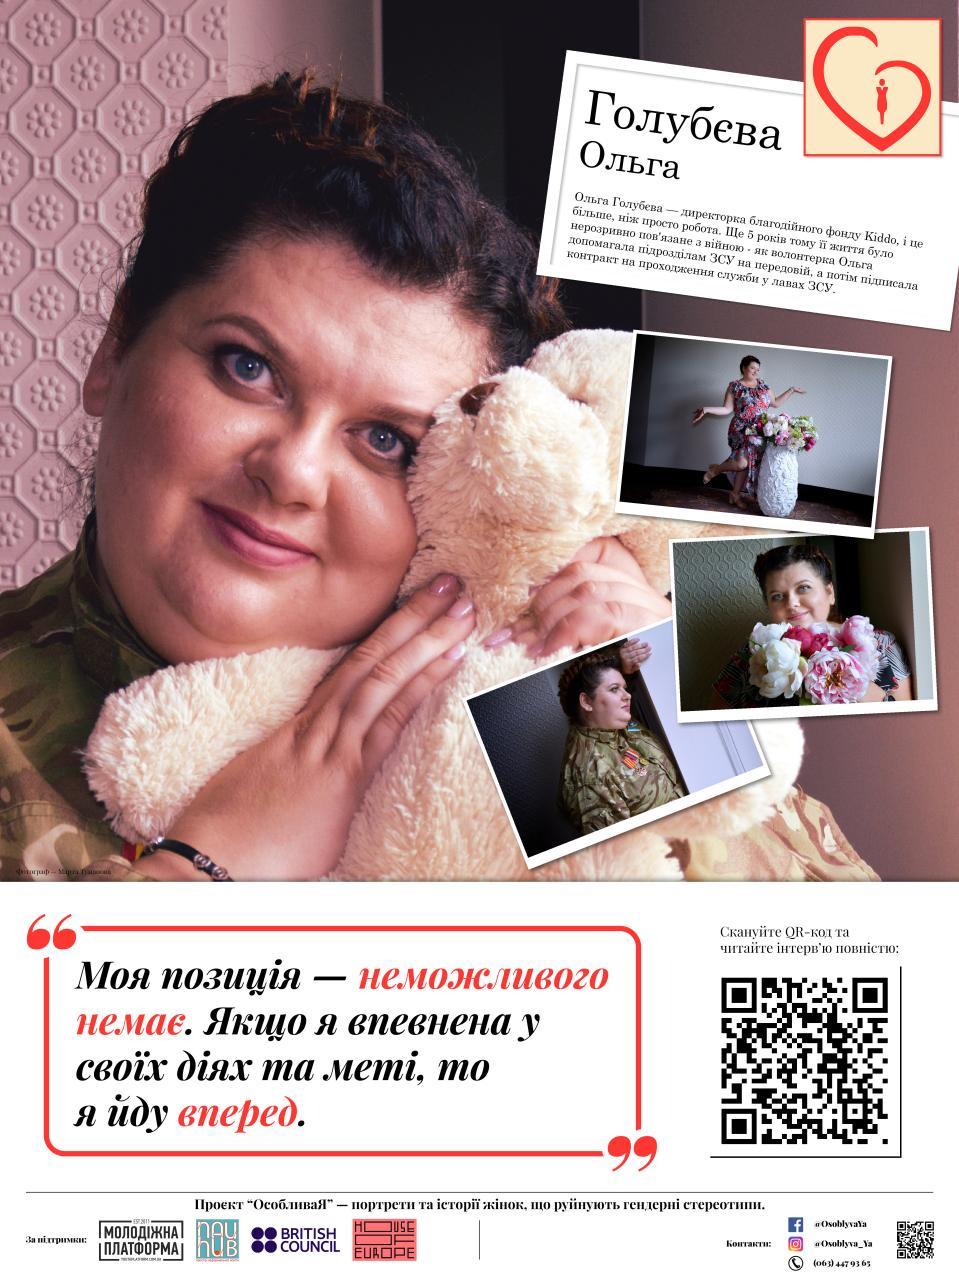 Голубєва
Ольга
Ольга Голубєва — директорка благодійного фонду Kiddo, і це
більше, ніж просто робота. Ще 5 років тому її життя було
нерозривно пов'язане з війною - як волонтерка Ольга
допомагала підрозділам ЗСУ на передовій, а потім підписала
контракт на проходження служби у лавах ЗСУ.
“
Моя позиція — неможливого
немає. Якщо я впевнена у
своїх діях та меті, то
я йду вперед.
”
Скануйте QR-код та
читайте інтерв’ю повністю:
Проєкт “ОсобливаЯ” — портрети та історії жінок, що руйнують гендерні стереотипи.
За підтримки:
EST.2011
МОЛОДІЖНА
ПЛАТФОРМА
BRITISH
COUNCIL
HOUSE
OF
EUROPE
Контакти:
@OsoblyvaYa
@Osoblyva_Ya
(063) 447 93 65